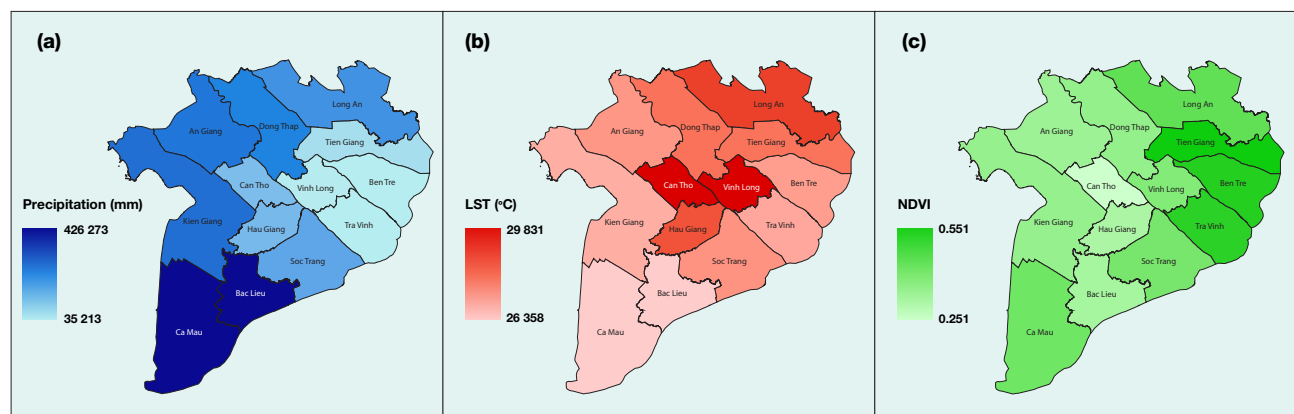 (a)
Long An
An Giang
Dong Thap
Tien Giang
Can Tho
Vinh Long
Ben Tre
Kien Giang
Hau Giang
Tra Vinh
Soc Trang
Bac Lieu
Ca Mau
Precipitation (mm)
426 273
35 213
(b)
Long An
An Giang
Dong Thap
Tien Giang
Can Tho
Vinh Long
Ben Tre
Kien Giang
Hau Giang
Tra Vinh
Soc Trang
Bac Lieu
Ca Mau
LST (°C)
29 831
26 358
(c)
Long An
An Giang
Dong Thap
Tien Giang
Can Tho
Vinh Long
Ben Tre
Kien Giang
Hau Giang
Tra Vinh
Soc Trang
Bac Lieu
Ca Mau
NDVI
0.551
0.251